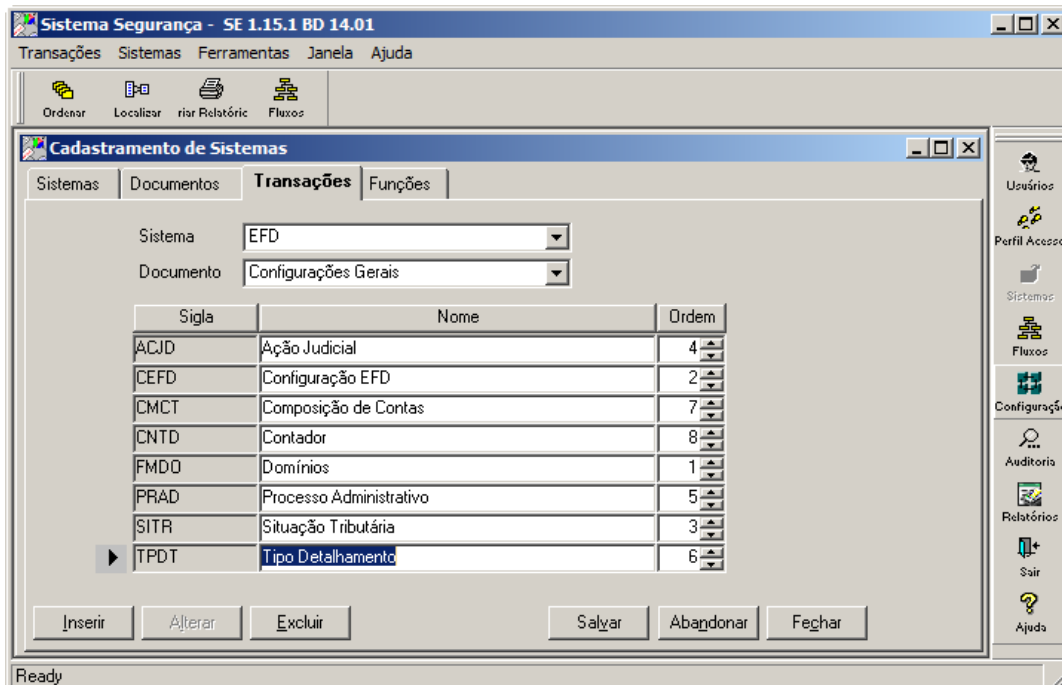 Sistema Segurança - SE 1.15.1 BD 14.01
Transações Sistemas Ferramentas Janela Ajuda
Ordenar Localizar riar Relatóric Fluxos
Cadastramento de Sistemas
Sistemas Documentos Transações Funções
Sistema EFD
Documento Configurações Gerais
Sigla Nome Ordem
ACJD Ação Judicial 4
CEFD Configuração EFD 2
CMCT Composição de Contas 7
CNTD Contador 8
FMDO Domínios 1
PRAD Processo Administrativo 5
SITR Situação Tributária 3
TPDT Tipo Detalhamento 6
Inserir Alterar Excluir Salvar Abandonar Fechar
Usuários
Perfil Acesso
Sistemas
Fluxos
Configuraçã
Auditoria
Relatórios
Sair
Ajuda
Ready